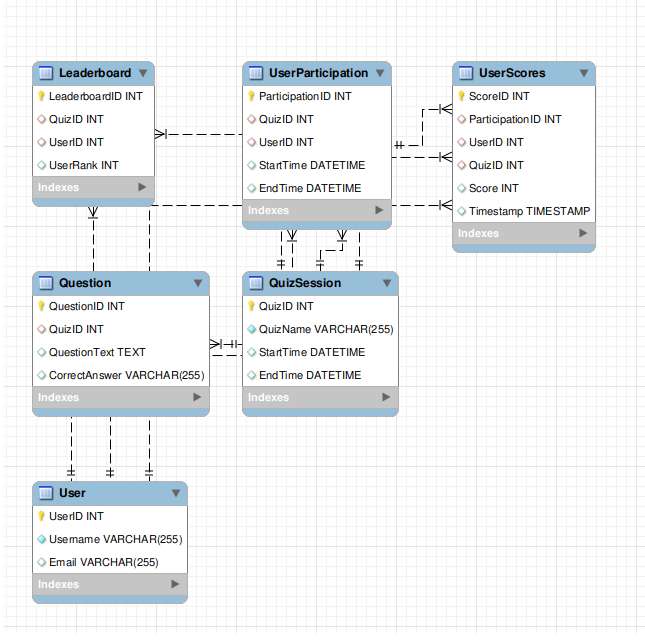 Leaderboard
LeaderboardID INT
QuizID INT
UserID INT
UserRank INT
Indexes
UserParticipation
ParticipationID INT
QuizID INT
UserID INT
StartTime DATETIME
EndTime DATETIME
Indexes
UserScores
ScoreID INT
ParticipationID INT
UserID INT
QuizID INT
Score INT
Timestamp TIMESTAMP
Indexes
Question
QuestionID INT
QuizID INT
QuestionText TEXT
CorrectAnswer VARCHAR(255)
Indexes
QuizSession
QuizID INT
QuizName VARCHAR(255)
StartTime DATETIME
EndTime DATETIME
Indexes
User
UserID INT
Username VARCHAR(255)
Email VARCHAR(255)
Indexes